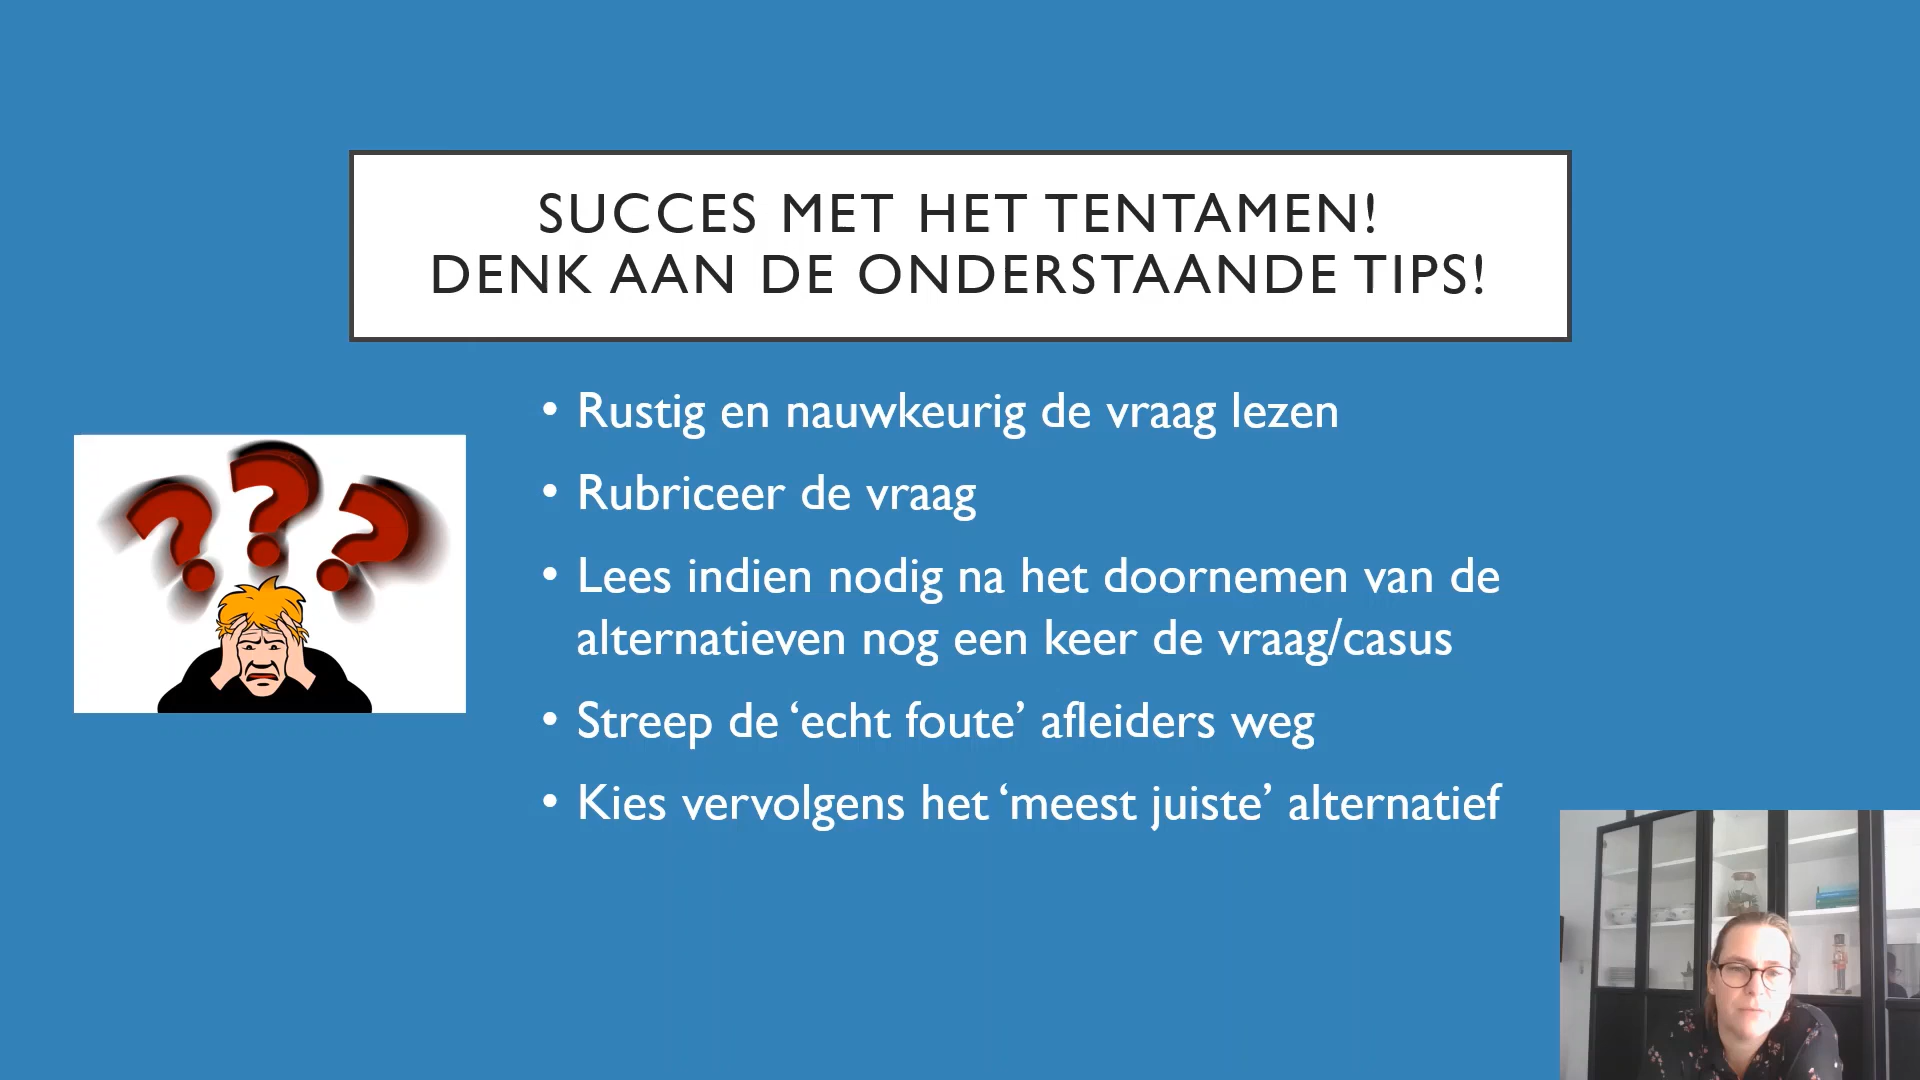 SUCCES MET HET TENTAMEN!
DENK AAN DE ONDERSTAANDE TIPS!
• Rustig en nauwkeurig de vraag lezen
• Rubriceer de vraag
• Lees indien nodig na het doornemen van de
alternatieven nog een keer de vraag/casus
• Streep de ‘echt foute’ afleiders weg
• Kies vervolgens het ‘meest juiste’ alternatief
???